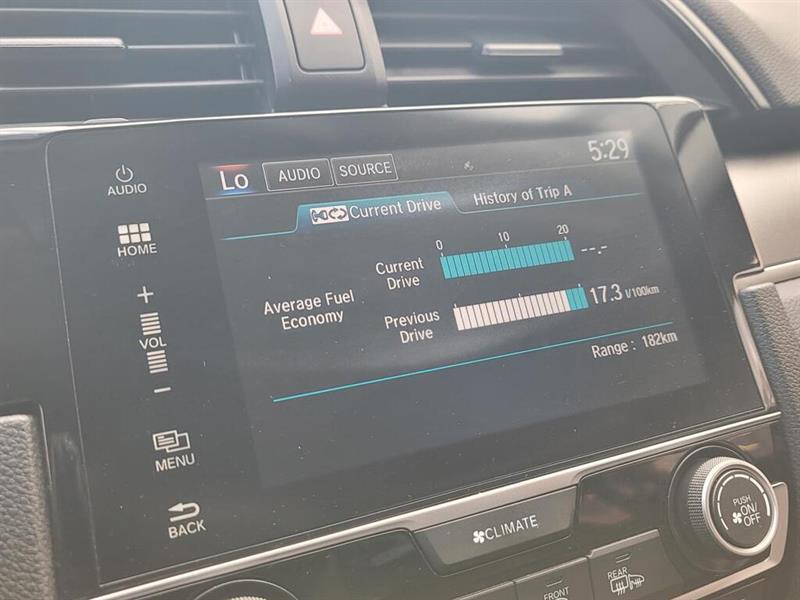 AUDIO
HOME
+
VOL
-
MENU
BACK
Lo
AUDIO
SOURCE
5:29
Current Drive
History of Trip A
0 10 20
Current
Drive
--.-
Average Fuel
Economy
Previous
Drive
17.3 l/100km
Range : 182km
CLIMATE
PUSH
ON/
OFF
FRONT
REAR